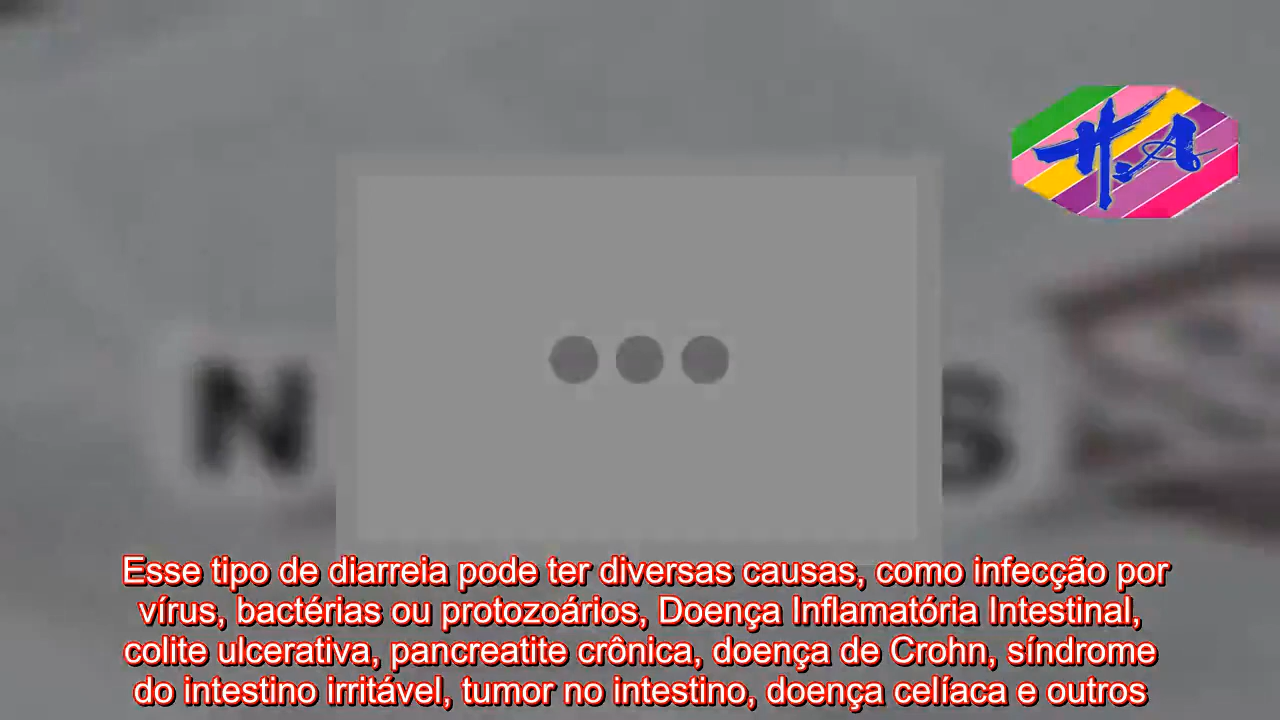 H.A
N
S
Esse tipo de diarreia pode ter diversas causas, como infecção por
vírus, bactérias ou protozoários, Doença Inflamatória Intestinal,
colite ulcerativa, pancreatite crônica, doença de Crohn, síndrome
do intestino irritável, tumor no intestino, doença celíaca e outros